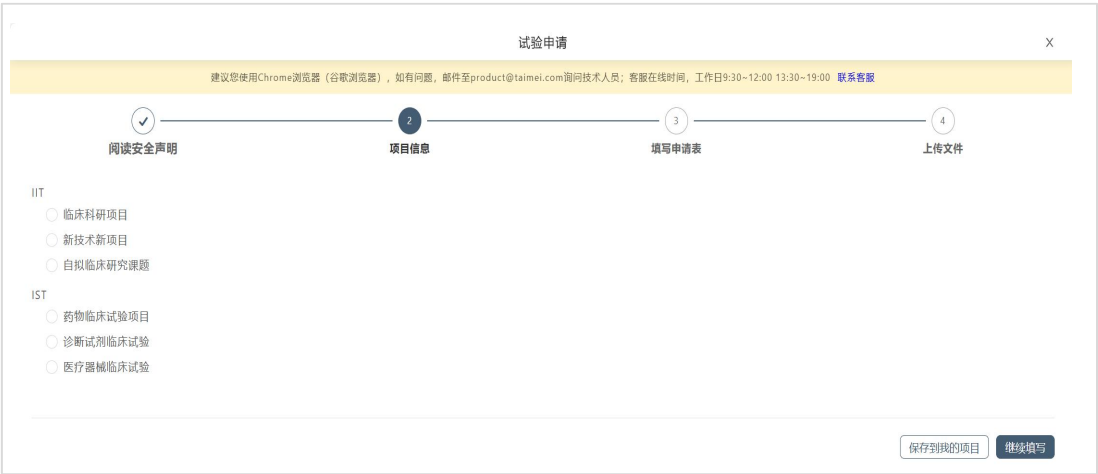 试验申请 X
建议您使用Chrome浏览器（谷歌浏览器），如有问题，邮件至product@taimei.com询问技术人员；客服在线时间，工作日9:30~12:00 13:30~19:00 联系客服
2 3 4
阅读安全声明 项目信息 填写申请表 上传文件
IIT
临床科研项目
新技术新项目
自拟临床研究课题
IST
药物临床试验项目
诊断试剂临床试验
医疗器械临床试验
保存到我的项目 继续填写